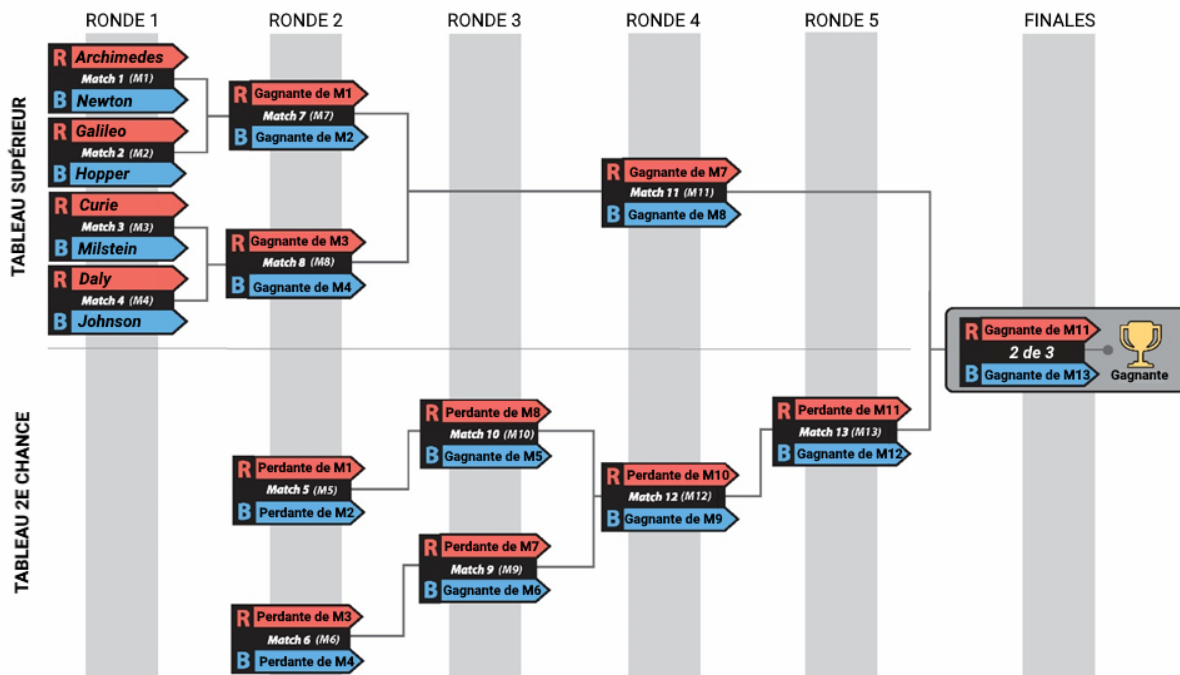 RONDE 1
RONDE 2
RONDE 3
RONDE 4
RONDE 5
FINALES
TABLEAU SUPÉRIEUR
R Archimedes
Match 1 (M1)
B Newton
R Galileo
Match 2 (M2)
B Hopper
R Curie
Match 3 (M3)
B Milstein
R Daly
Match 4 (M4)
B Johnson
R Gagnante de M1
Match 7 (M7)
B Gagnante de M2
R Gagnante de M3
Match 8 (M8)
B Gagnante de M4
R Gagnante de M7
Match 11 (M11)
B Gagnante de M8
R Gagnante de M11
2 de 3
B Gagnante de M13
Gagnante
TABLEAU 2E CHANCE
R Perdante de M1
Match 5 (M5)
B Perdante de M2
R Perdante de M3
Match 6 (M6)
B Perdante de M4
R Perdante de M8
Match 10 (M10)
B Gagnante de M5
R Perdante de M7
Match 9 (M9)
B Gagnante de M6
R Perdante de M10
Match 12 (M12)
B Gagnante de M9
R Perdante de M11
Match 13 (M13)
B Gagnante de M12